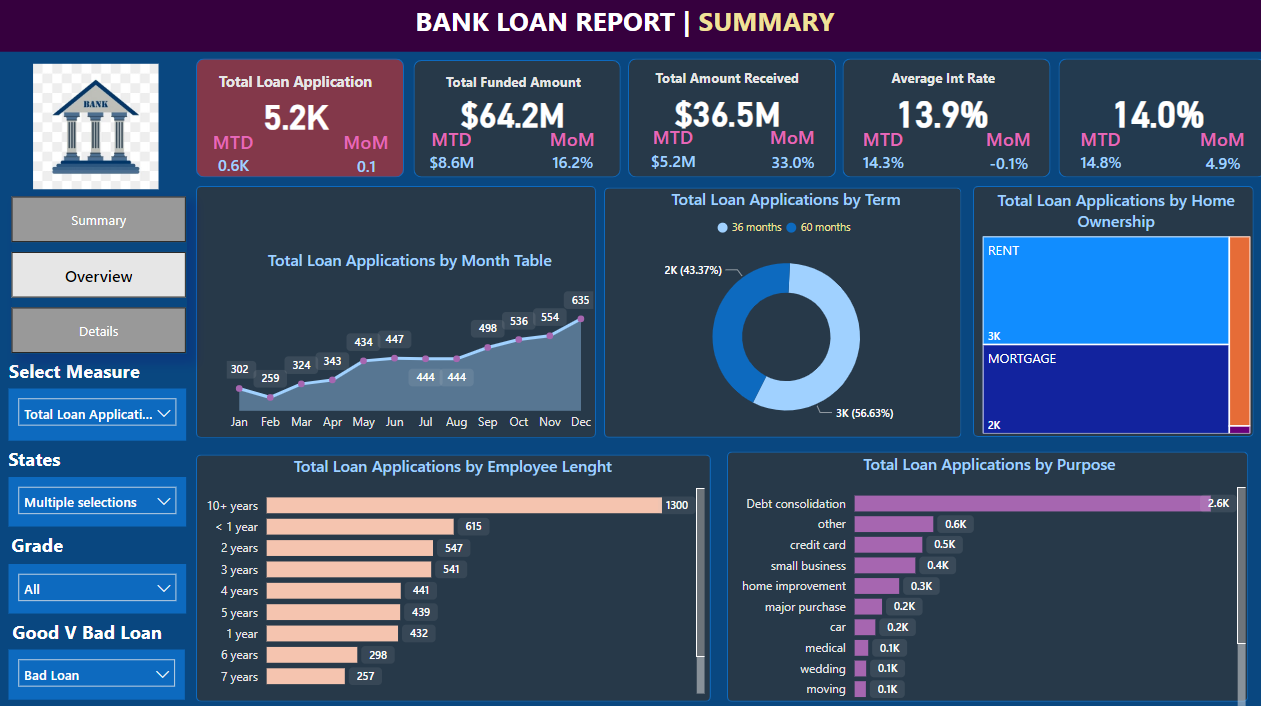 BANK LOAN REPORT | SUMMARY
BANK
Total Loan Application
5.2K
MTD
MoM
0.6K
0.1
Total Funded Amount
$64.2M
MTD
MoM
$8.6M
16.2%
Total Amount Received
$36.5M
MTD
MoM
$5.2M
33.0%
Average Int Rate
13.9%
MTD
MoM
14.3%
-0.1%
14.0%
MTD
MoM
14.8%
4.9%
Summary
Overview
Details
Select Measure
Total Loan Applicati...
States
Multiple selections
Grade
All
Good V Bad Loan
Bad Loan
Total Loan Applications by Month Table
302
259
324
343
434
447
444
444
498
536
554
635
Jan Feb Mar Apr May Jun Jul Aug Sep Oct Nov Dec
Total Loan Applications by Term
36 months 60 months
2K (43.37%)
3K (56.63%)
Total Loan Applications by Home
Ownership
RENT
3K
MORTGAGE
2K
Total Loan Applications by Employee Lenght
10+ years 1300
< 1 year 615
2 years 547
3 years 541
4 years 441
5 years 439
1 year 432
6 years 298
7 years 257
Total Loan Applications by Purpose
Debt consolidation 2.6K
other 0.6K
credit card 0.5K
small business 0.4K
home improvement 0.3K
major purchase 0.2K
car 0.2K
medical 0.1K
wedding 0.1K
moving 0.1K